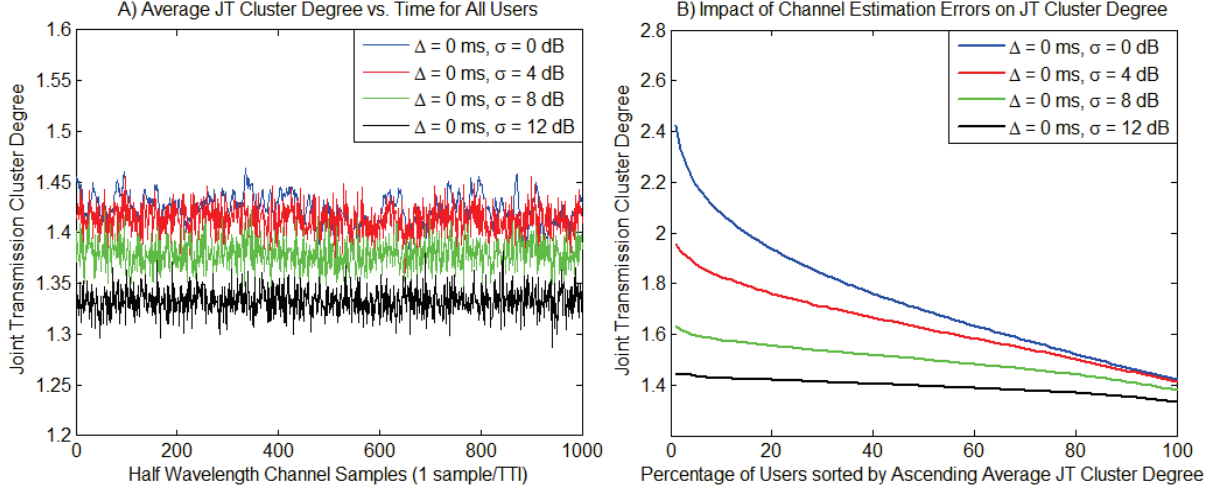 A) Average JT Cluster Degree vs. Time for All Users
Joint Transmission Cluster Degree
1.6
1.55
1.5
1.45
1.4
1.35
1.3
1.25
1.2
Δ = 0 ms, σ = 0 dB
Δ = 0 ms, σ = 4 dB
Δ = 0 ms, σ = 8 dB
Δ = 0 ms, σ = 12 dB
0
200
400
600
800
1000
Half Wavelength Channel Samples (1 sample/TTI)
B) Impact of Channel Estimation Errors on JT Cluster Degree
Joint Transmission Cluster Degree
2.8
2.6
2.4
2.2
2
1.8
1.6
1.4
Δ = 0 ms, σ = 0 dB
Δ = 0 ms, σ = 4 dB
Δ = 0 ms, σ = 8 dB
Δ = 0 ms, σ = 12 dB
0
20
40
60
80
100
Percentage of Users sorted by Ascending Average JT Cluster Degree